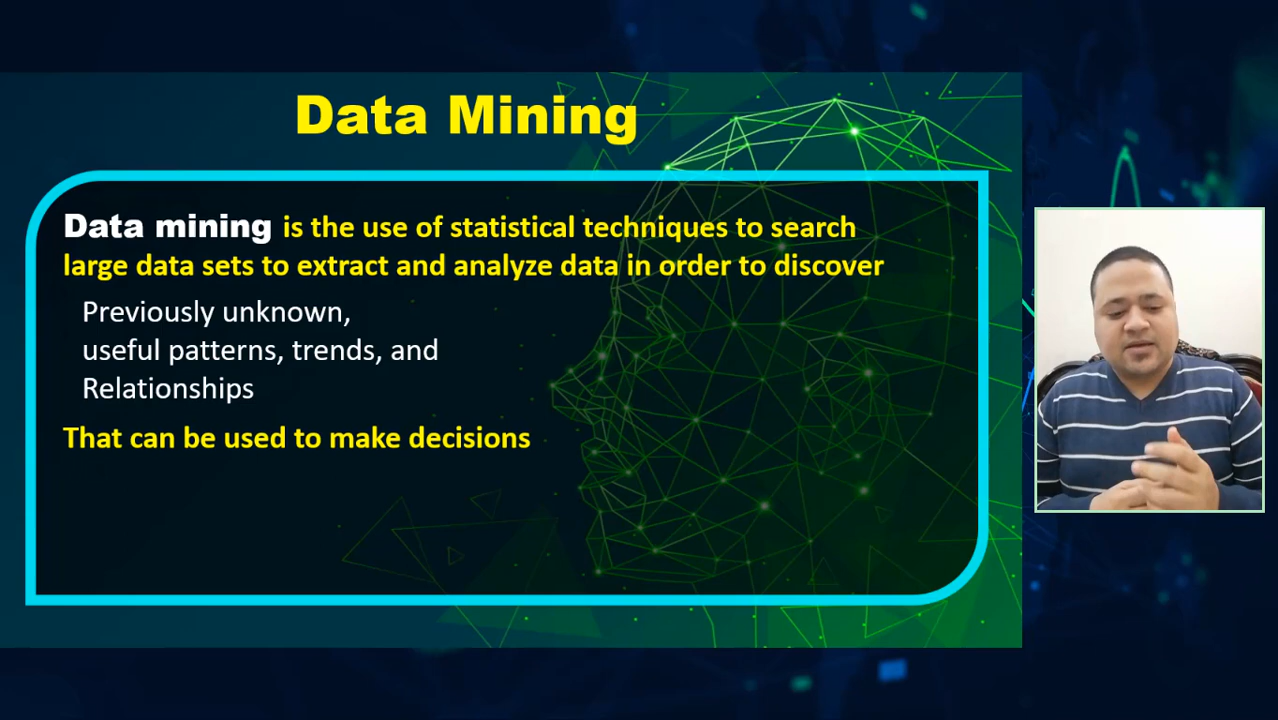 Data Mining
Data mining is the use of statistical techniques to search
large data sets to extract and analyze data in order to discover
Previously unknown,
useful patterns, trends, and
Relationships
That can be used to make decisions